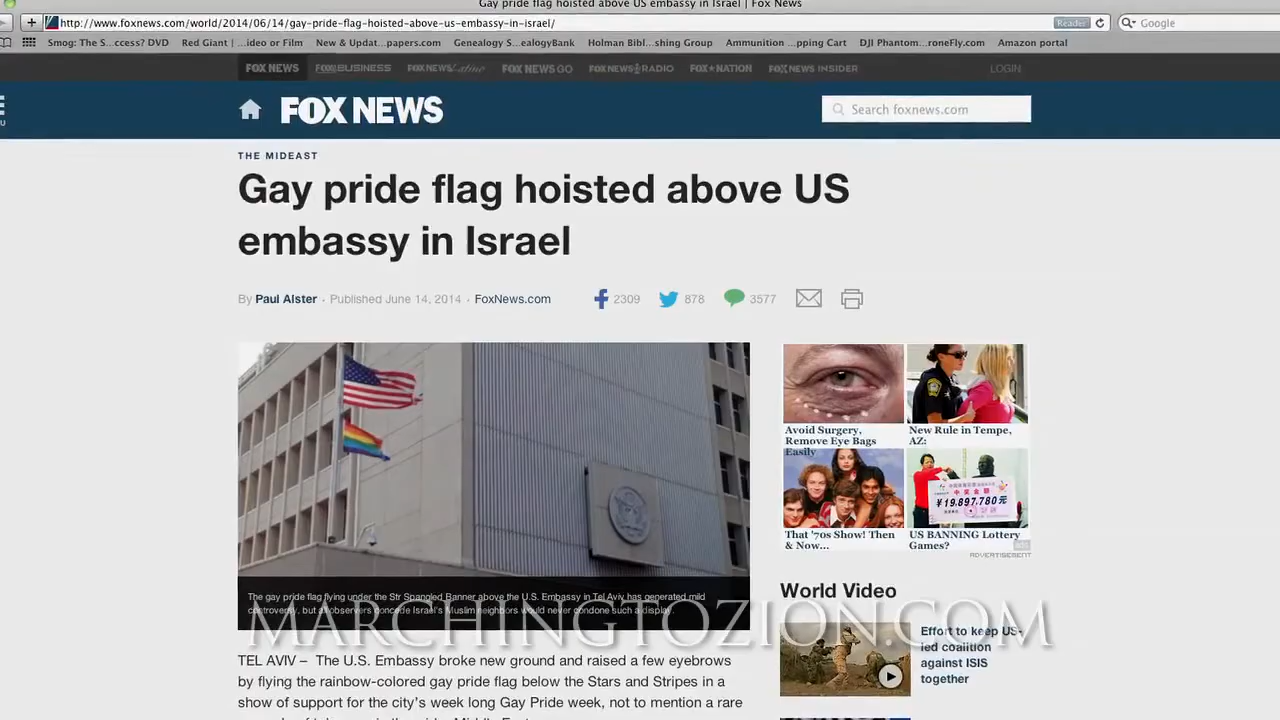 Gay pride flag hoisted above US embassy in Israel | Fox News
http://www.foxnews.com/world/2014/06/14/gay-pride-flag-hoisted-above-us-embassy-in-israel/
Reader
Google
Smog: The S...ccess? DVD
Red Giant | ...ideo or Film
New & Updat...papers.com
Genealogy S...ealogyBank
Holman Bibl...shing Group
Ammunition ...pping Cart
DJI Phantom...roneFly.com
Amazon portal
FOX NEWS
FOX BUSINESS
FOX NEWS Latino
FOX NEWS GO
FOX NEWS RADIO
FOX NATION
FOX NEWS INSIDER
LOGIN
FOX NEWS
Search foxnews.com
THE MIDEAST
Gay pride flag hoisted above US
embassy in Israel
By Paul Alster · Published June 14, 2014 · FoxNews.com
2309
878
3577
Avoid Surgery,
Remove Eye Bags
Easily
New Rule in Tempe,
AZ:
¥19,897,780元
That '70s Show! Then
& Now...
US BANNING Lottery
Games?
ADVERTISEMENT
The gay pride flag flying under the Str Spangled Banner above the U.S. Embassy in Tel Aviv has generated mild
controversy, but all observers concede Israel's Muslim neighbors would never condone such a display.
MARCHINGTOZION.COM
World Video
Effort to keep US-
led coalition
against ISIS
together
TEL AVIV – The U.S. Embassy broke new ground and raised a few eyebrows
by flying the rainbow-colored gay pride flag below the Stars and Stripes in a
show of support for the city's week long Gay Pride week, not to mention a rare